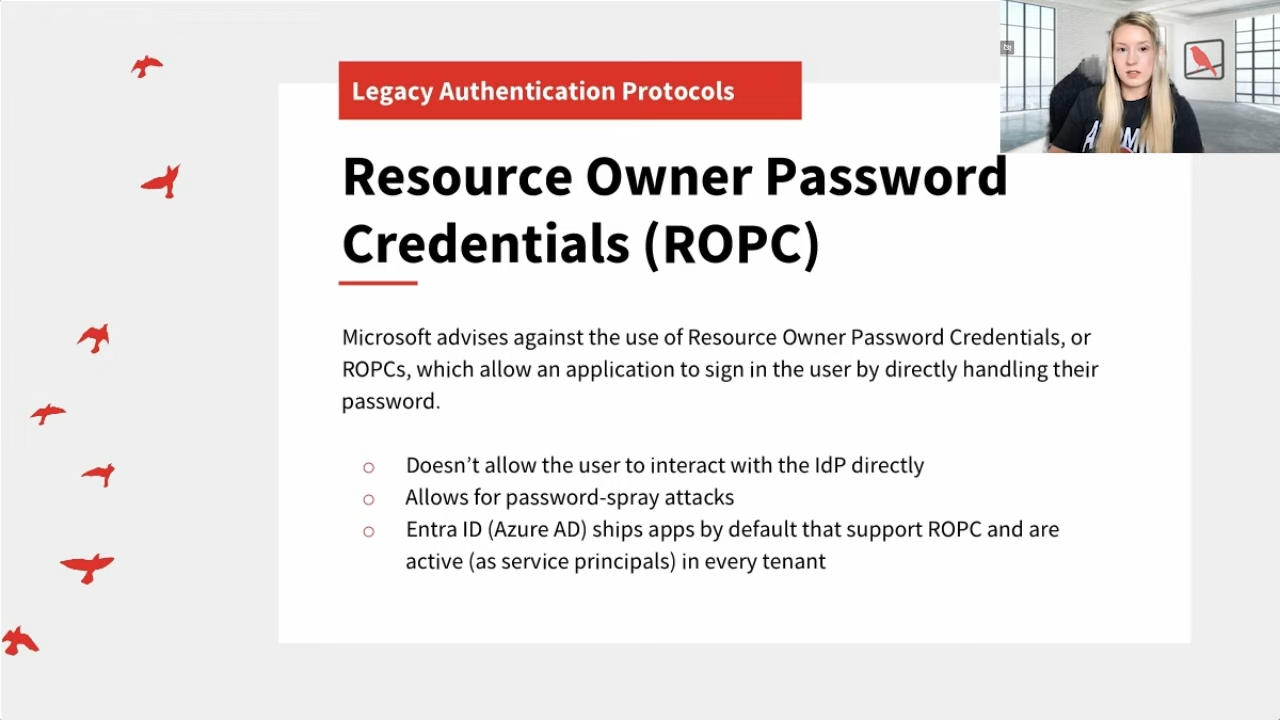 Legacy Authentication Protocols
Resource Owner Password
Credentials (ROPC)
Microsoft advises against the use of Resource Owner Password Credentials, or
ROPCs, which allow an application to sign in the user by directly handling their
password.
Doesn’t allow the user to interact with the IdP directly
Allows for password-spray attacks
Entra ID (Azure AD) ships apps by default that support ROPC and are
active (as service principals) in every tenant